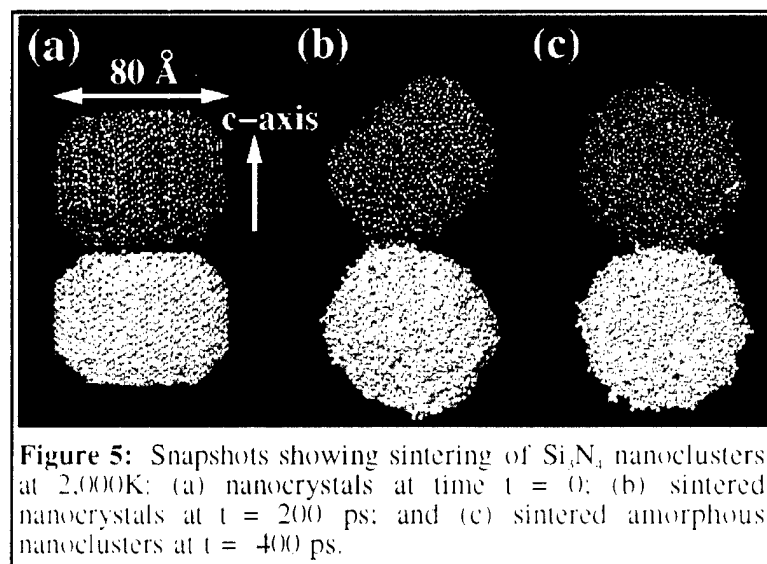 (a) (b) (c)
80 Å
c-axis
Figure 5: Snapshots showing sintering of Si₃N₄ nanoclusters
at 2,000K: (a) nanocrystals at time t = 0; (b) sintered
nanocrystals at t = 200 ps; and (c) sintered amorphous
nanoclusters at t = 400 ps.